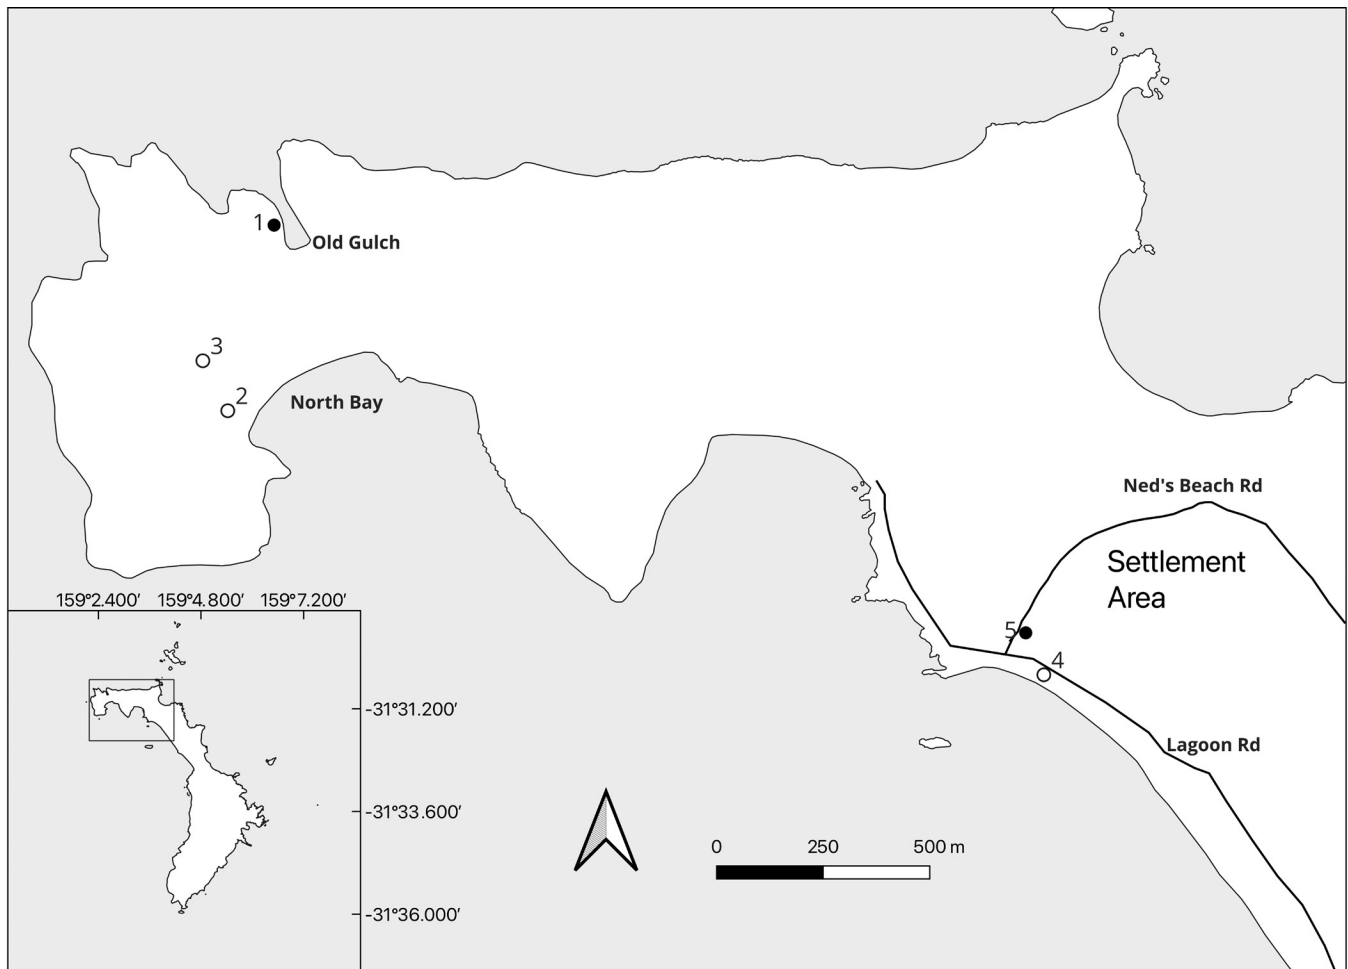 1
Old Gulch
3
2
North Bay
Ned's Beach Rd
Settlement
Area
5
4
Lagoon Rd
159°2.400′ 159°4.800′ 159°7.200′
-31°31.200′
-31°33.600′
-31°36.000′
0 250 500 m